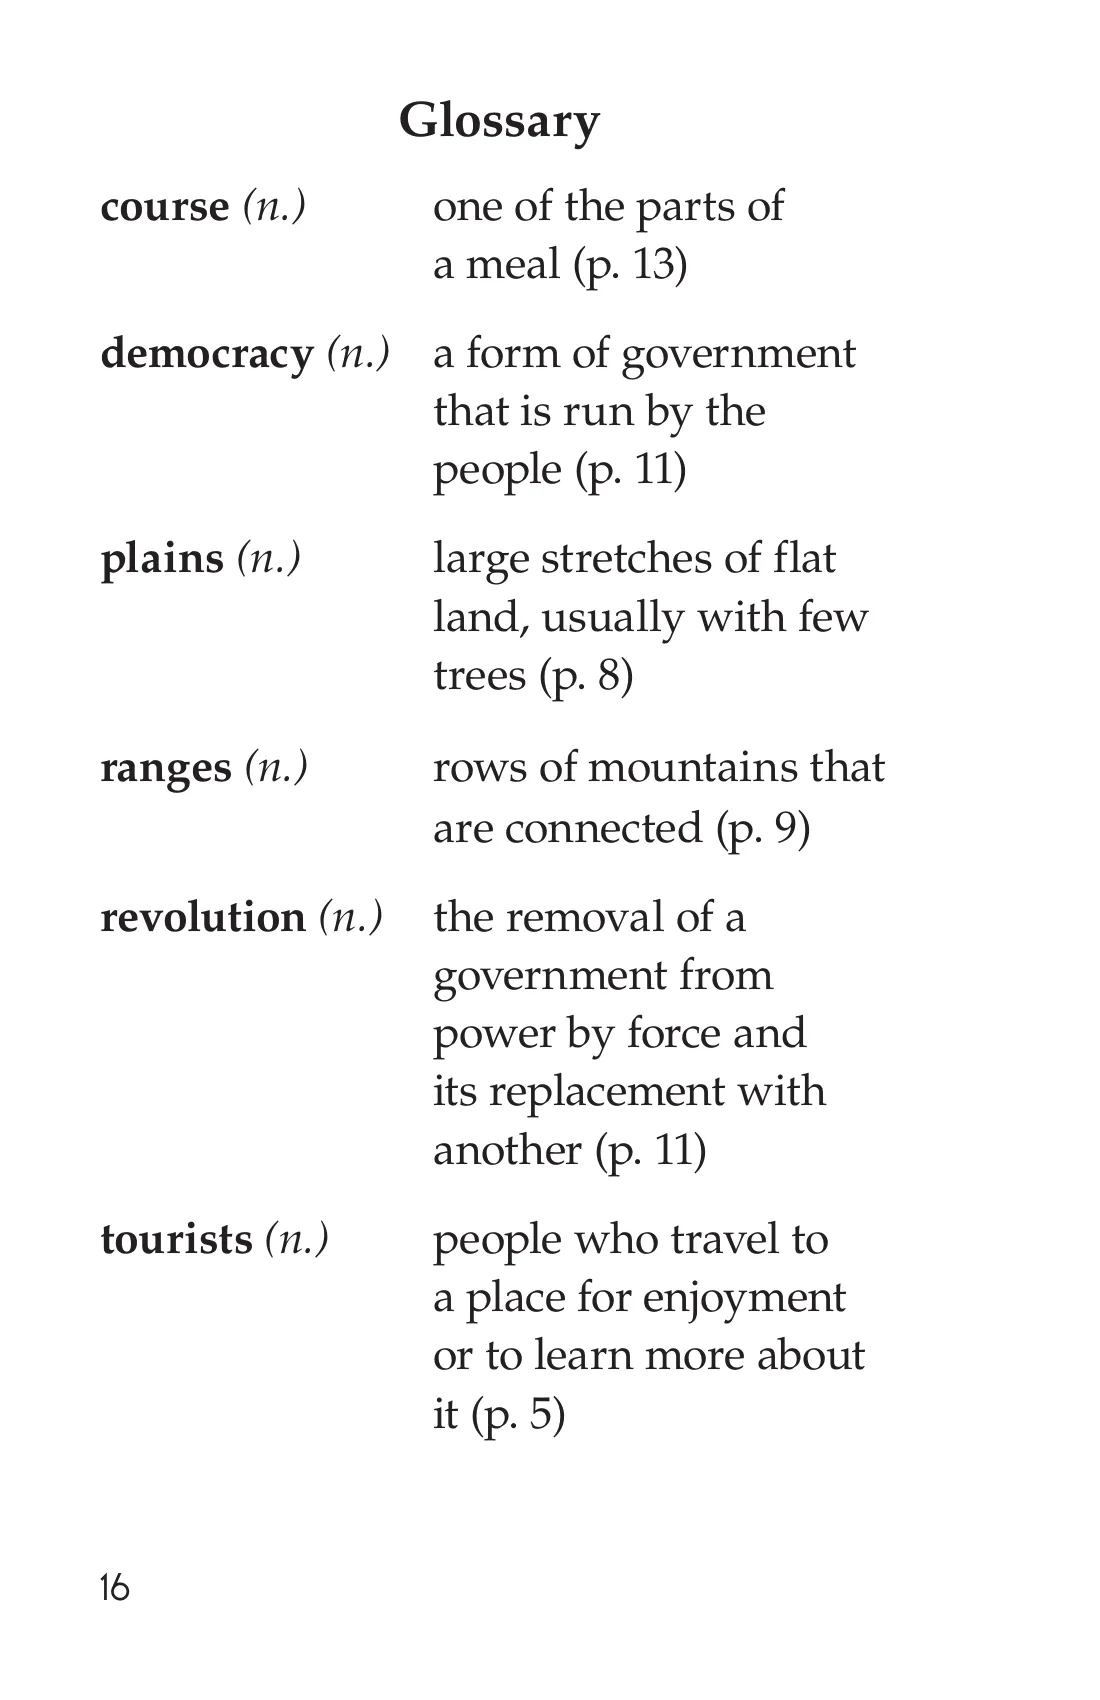 Glossary
course (n.) one of the parts of
a meal (p. 13)
democracy (n.) a form of government
that is run by the
people (p. 11)
plains (n.) large stretches of flat
land, usually with few
trees (p. 8)
ranges (n.) rows of mountains that
are connected (p. 9)
revolution (n.) the removal of a
government from
power by force and
its replacement with
another (p. 11)
tourists (n.) people who travel to
a place for enjoyment
or to learn more about
it (p. 5)
16